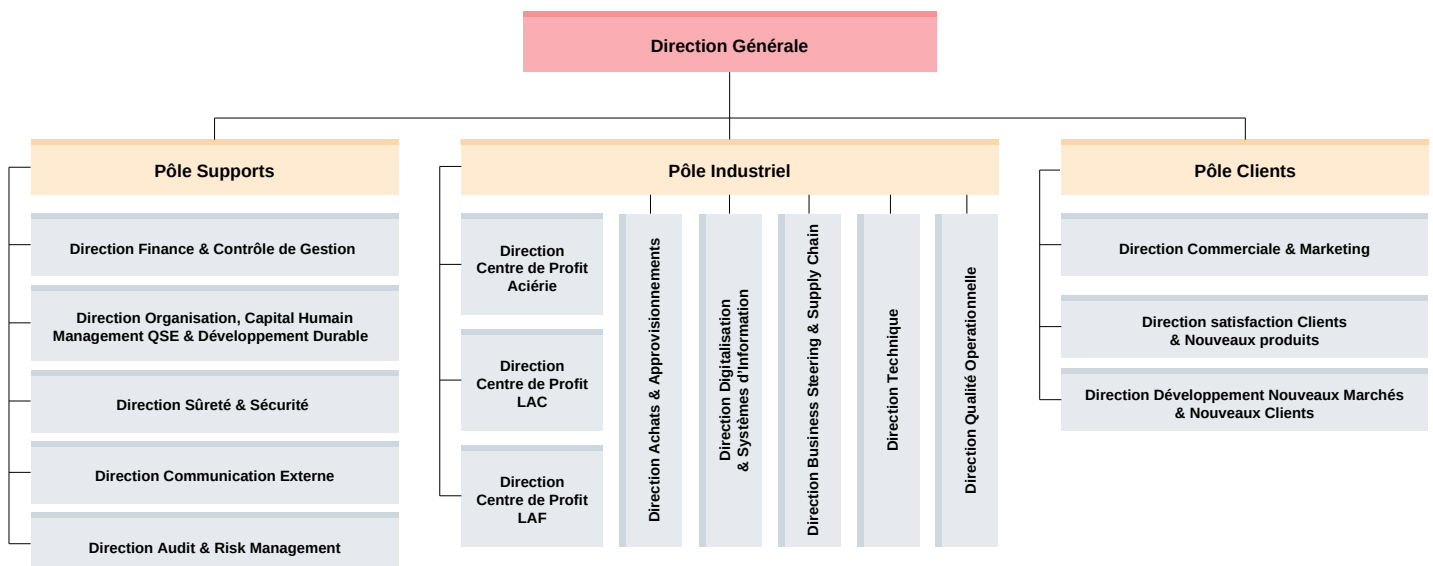 Direction Générale
Pôle Supports
Direction Finance & Contrôle de Gestion
Direction Organisation, Capital Humain
Management QSE & Développement Durable
Direction Sûreté & Sécurité
Direction Communication Externe
Direction Audit & Risk Management
Pôle Industriel
Direction
Centre de Profit
Aciérie
Direction
Centre de Profit
LAC
Direction
Centre de Profit
LAF
Direction Achats & Approvisionnements
Direction Digitalisation
& Systèmes d'Information
Direction Business Steering & Supply Chain
Direction Technique
Direction Qualité Operationnelle
Pôle Clients
Direction Commerciale & Marketing
Direction satisfaction Clients
& Nouveaux produits
Direction Développement Nouveaux Marchés
& Nouveaux Clients